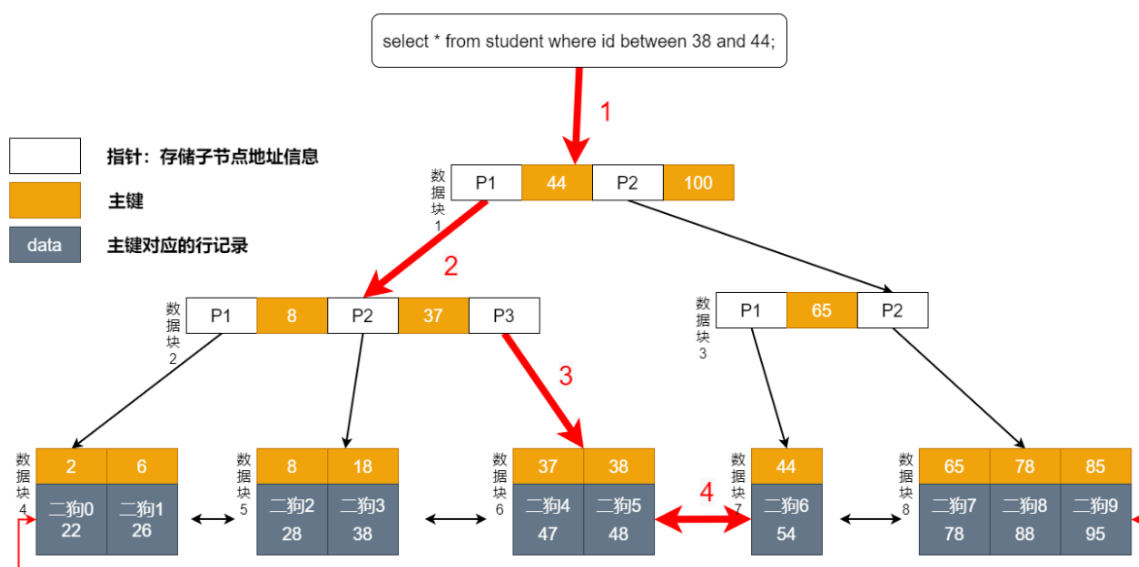 select * from student where id between 38 and 44;
1
指针：存储子节点地址信息
主键
data 主键对应的行记录
数据块1
P1 44 P2 100
2
数据块2
P1 8 P2 37 P3
数据块3
P1 65 P2
3
数据块4
2 6
二狗0 二狗1
22 26
数据块5
8 18
二狗2 二狗3
28 38
数据块6
37 38
二狗4 二狗5
47 48
4
数据块7
44
二狗6
54
数据块8
65 78 85
二狗7 二狗8 二狗9
78 88 95